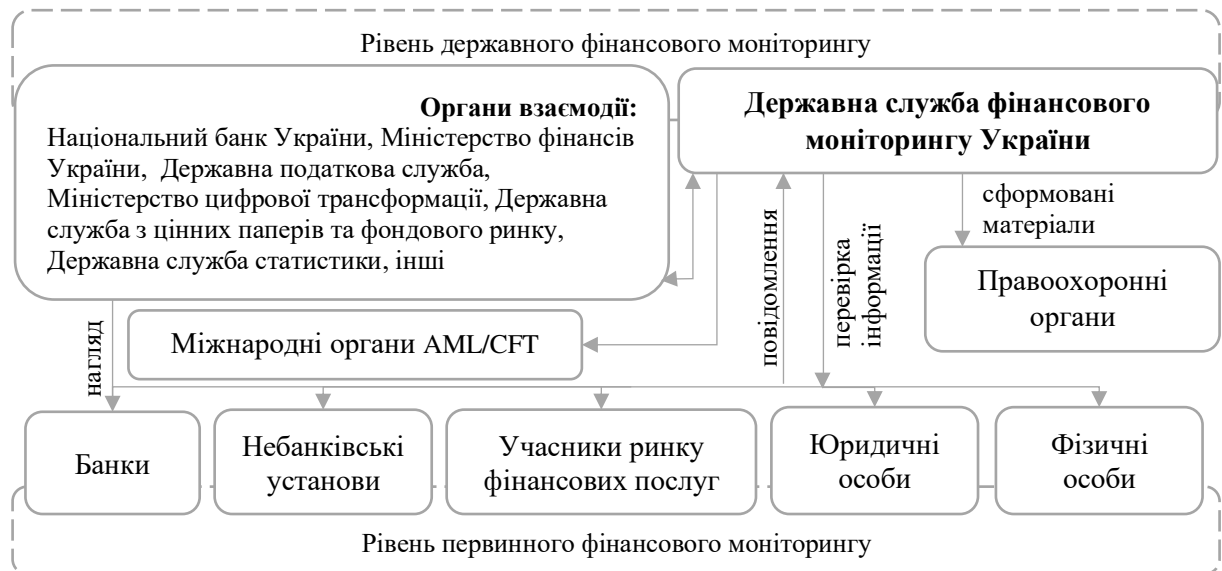 Рівень державного фінансового моніторингу
Органи взаємодії:
Національний банк України, Міністерство фінансів
України, Державна податкова служба,
Міністерство цифрової трансформації, Державна
служба з цінних паперів та фондового ринку,
Державна служба статистики, інші
Державна служба фінансового
моніторингу України
сформовані
матеріали
Правоохоронні
органи
повідомлення
перевірка
інформації
нагляд
Міжнародні органи AML/CFT
Банки
Небанківські
установи
Учасники ринку
фінансових послуг
Юридичні
особи
Фізичні
особи
Рівень первинного фінансового моніторингу